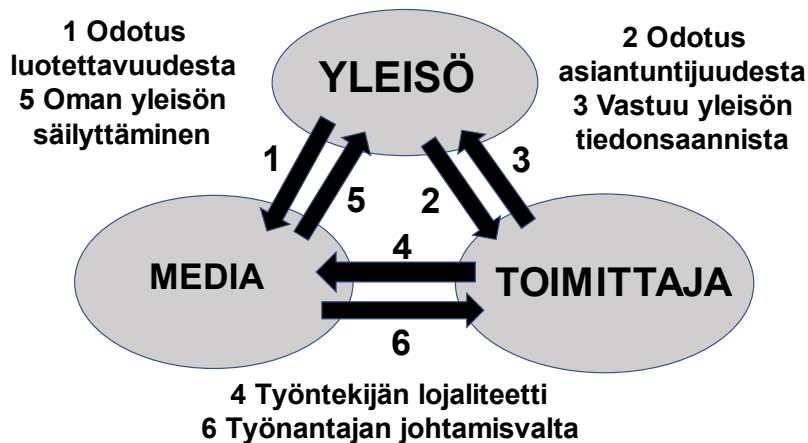 1 Odotus
luotettavuudesta
5 Oman yleisön
säilyttäminen
YLEISÖ
2 Odotus
asiantuntijuudesta
3 Vastuu yleisön
tiedonsaannista
1
5
2
3
MEDIA
4
TOIMITTAJA
6
4 Työntekijän lojaliteetti
6 Työnantajan johtamisvalta